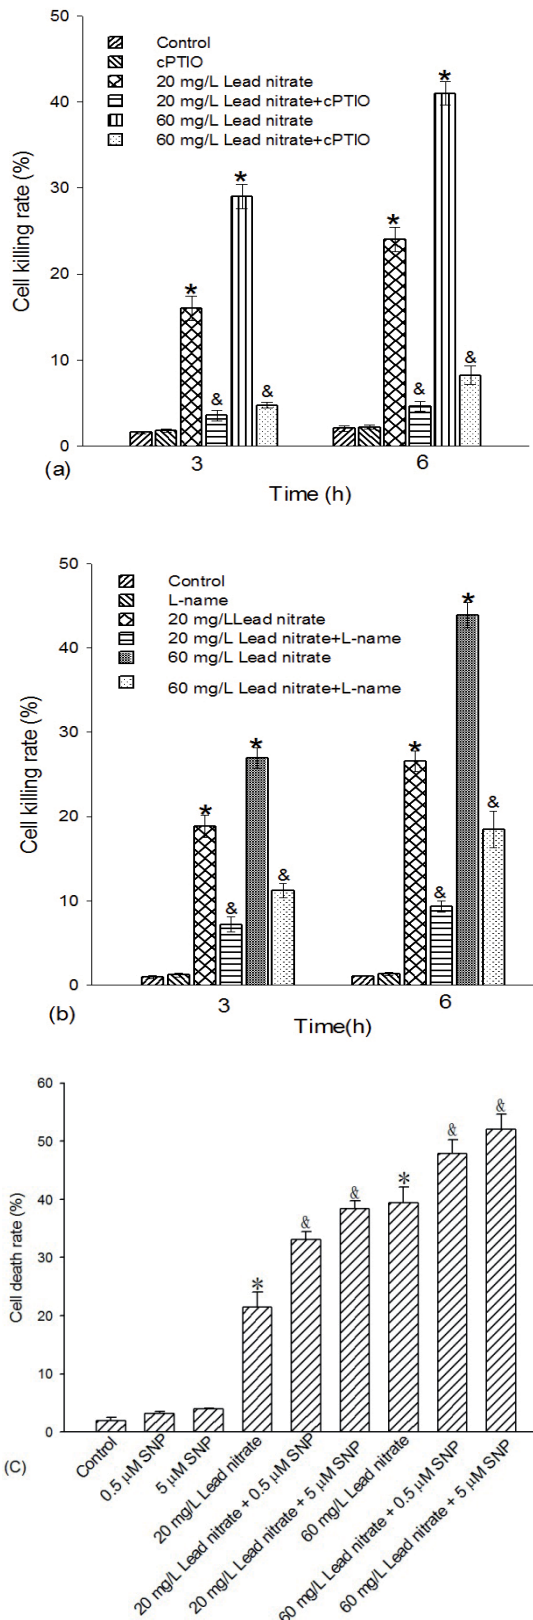 50
Control
cPTIO
20 mg/L Lead nitrate
20 mg/L Lead nitrate+cPTIO
60 mg/L Lead nitrate
60 mg/L Lead nitrate+cPTIO
Cell killing rate (%)
40
30
20
10
0
*
&
*
&
*
&
*
&
3
6
(a)
Time (h)
50
Control
L-name
20 mg/LLead nitrate
20 mg/L Lead nitrate+L-name
60 mg/L Lead nitrate
60 mg/L Lead nitrate+L-name
Cell killing rate (%)
40
30
20
10
0
*
&
*
&
*
&
*
&
3
6
(b)
Time(h)
60
50
40
30
20
10
0
Cell death rate (%)
*
&
&
*
&
&
(C)
Control
0.5 μM SNP
5 μM SNP
20 mg/L Lead nitrate
20 mg/L Lead nitrate + 0.5 μM SNP
20 mg/L Lead nitrate + 5 μM SNP
60 mg/L Lead nitrate
60 mg/L Lead nitrate + 0.5 μM SNP
60 mg/L Lead nitrate + 5 μM SNP